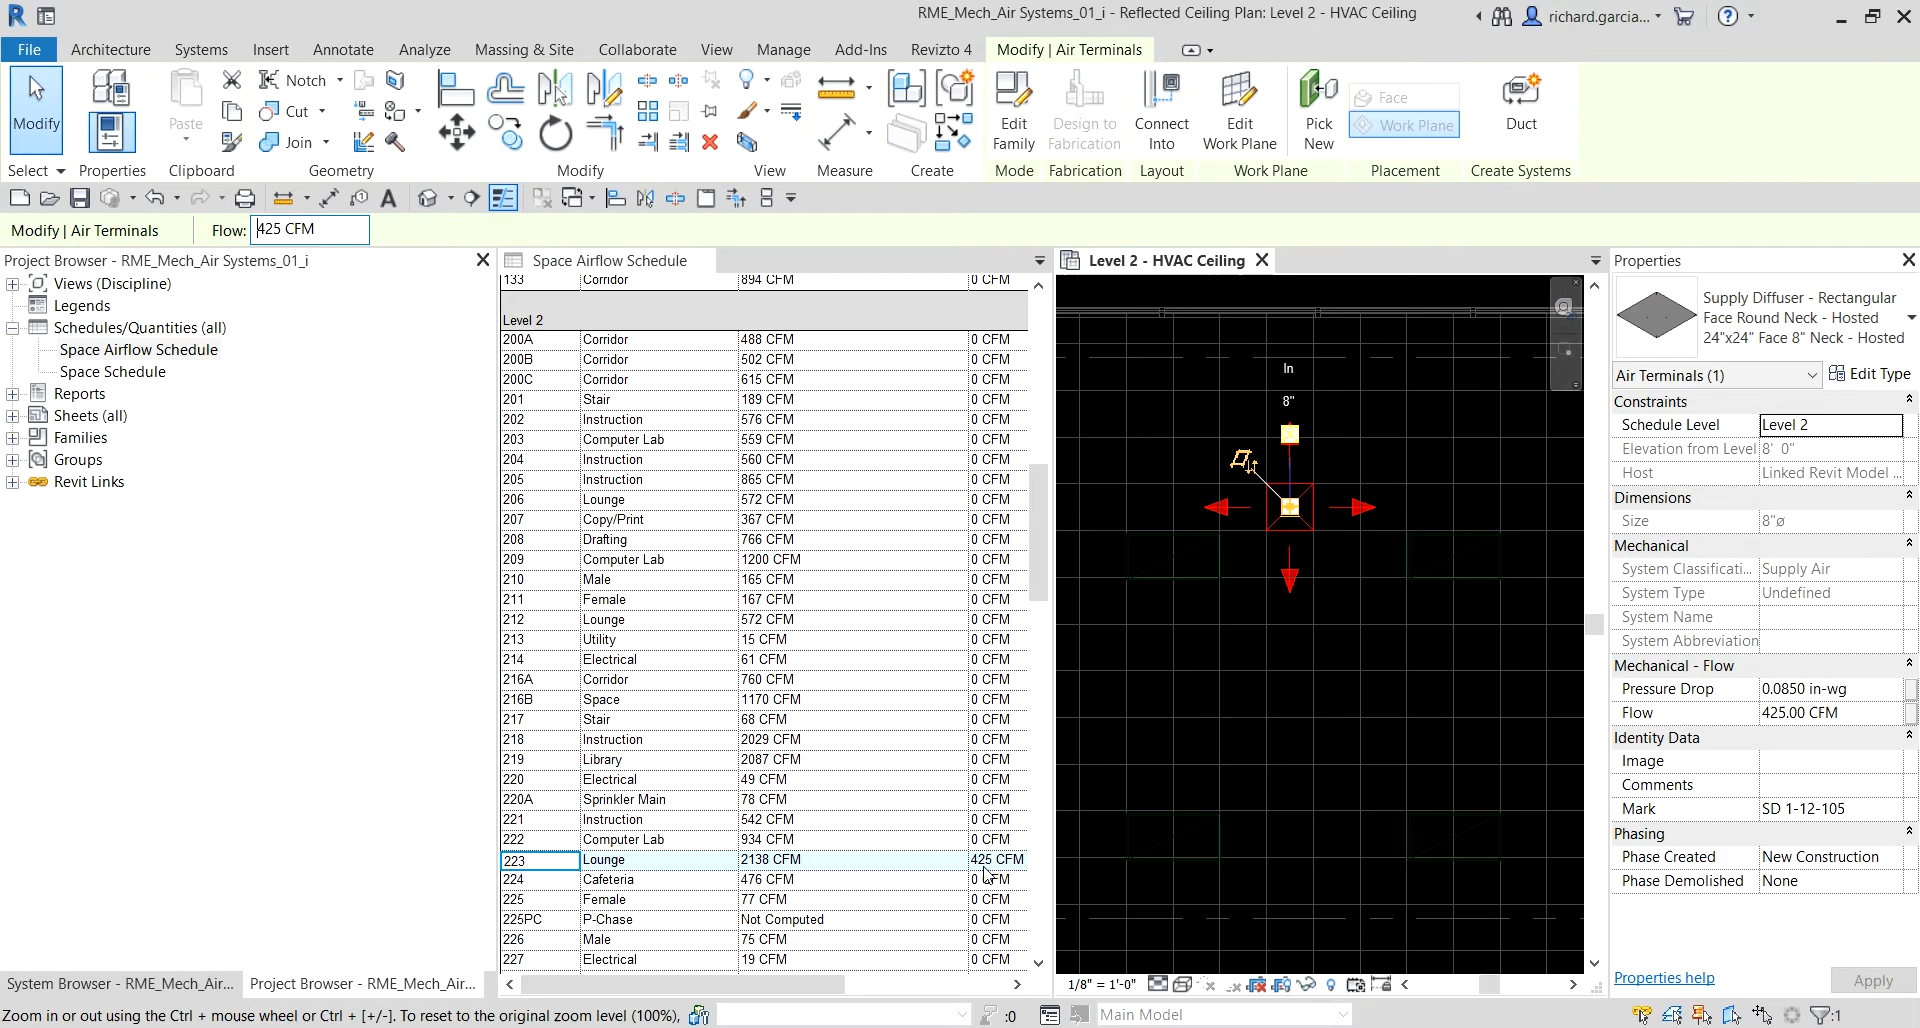 RME_Mech_Air Systems_01_i - Reflected Ceiling Plan: Level 2 - HVAC Ceiling
richard.garcia...
File Architecture Systems Insert Annotate Analyze Massing & Site Collaborate View Manage Add-Ins Revizto 4 Modify | Air Terminals
Modify
Paste
Notch
Cut
Join
Edit Family
Design to Fabrication
Connect Into
Edit Work Plane
Pick New
Face
Work Plane
Duct
Select Properties Clipboard Geometry Modify View Measure Create Mode Fabrication Layout Work Plane Placement Create Systems
Modify | Air Terminals Flow: 425 CFM
Project Browser - RME_Mech_Air Systems_01_i
Views (Discipline)
Legends
Schedules/Quantities (all)
Space Airflow Schedule
Space Schedule
Reports
Sheets (all)
Families
Groups
Revit Links
System Browser - RME_Mech_Air... Project Browser - RME_Mech_Air...
Space Airflow Schedule
133 Corridor 894 CFM 0 CFM
Level 2
200A Corridor 488 CFM 0 CFM
200B Corridor 502 CFM 0 CFM
200C Corridor 615 CFM 0 CFM
201 Stair 189 CFM 0 CFM
202 Instruction 576 CFM 0 CFM
203 Computer Lab 559 CFM 0 CFM
204 Instruction 560 CFM 0 CFM
205 Instruction 865 CFM 0 CFM
206 Lounge 572 CFM 0 CFM
207 Copy/Print 367 CFM 0 CFM
208 Drafting 766 CFM 0 CFM
209 Computer Lab 1200 CFM 0 CFM
210 Male 165 CFM 0 CFM
211 Female 167 CFM 0 CFM
212 Lounge 572 CFM 0 CFM
213 Utility 15 CFM 0 CFM
214 Electrical 61 CFM 0 CFM
216A Corridor 760 CFM 0 CFM
216B Space 1170 CFM 0 CFM
217 Stair 68 CFM 0 CFM
218 Instruction 2029 CFM 0 CFM
219 Library 2087 CFM 0 CFM
220 Electrical 49 CFM 0 CFM
220A Sprinkler Main 78 CFM 0 CFM
221 Instruction 542 CFM 0 CFM
222 Computer Lab 934 CFM 0 CFM
223 Lounge 2138 CFM 425 CFM
224 Cafeteria 476 CFM 0 CFM
225 Female 77 CFM 0 CFM
225PC P-Chase Not Computed 0 CFM
226 Male 75 CFM 0 CFM
227 Electrical 19 CFM 0 CFM
Level 2 - HVAC Ceiling
In
8"
1/8" = 1'-0"
Properties
Supply Diffuser - Rectangular
Face Round Neck - Hosted
24"x24" Face 8" Neck - Hosted
Air Terminals (1) Edit Type
Constraints
Schedule Level Level 2
Elevation from Level 8' 0"
Host Linked Revit Model ...
Dimensions
Size 8"ø
Mechanical
System Classificati... Supply Air
System Type Undefined
System Name
System Abbreviation
Mechanical - Flow
Pressure Drop 0.0850 in-wg
Flow 425.00 CFM
Identity Data
Image
Comments
Mark SD 1-12-105
Phasing
Phase Created New Construction
Phase Demolished None
Properties help Apply
Zoom in or out using the Ctrl + mouse wheel or Ctrl + [+/-]. To reset to the original zoom level (100%), :0 Main Model :1